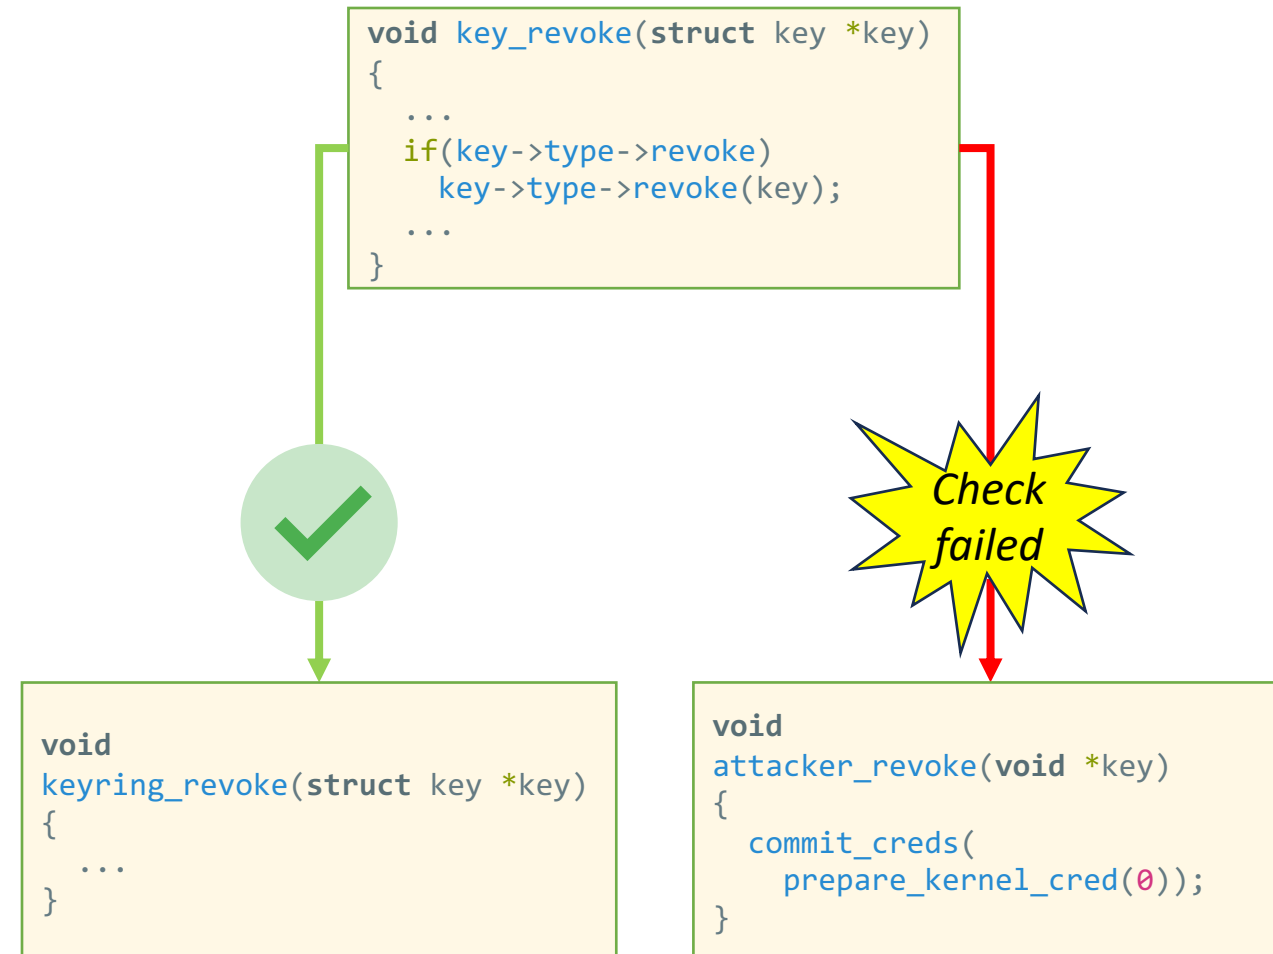 void key_revoke(struct key *key)
{
  ...
  if(key->type->revoke)
    key->type->revoke(key);
  ...
}
Check
failed
void
keyring_revoke(struct key *key)
{
  ...
}
void
attacker_revoke(void *key)
{
  commit_creds(
    prepare_kernel_cred(0));
}